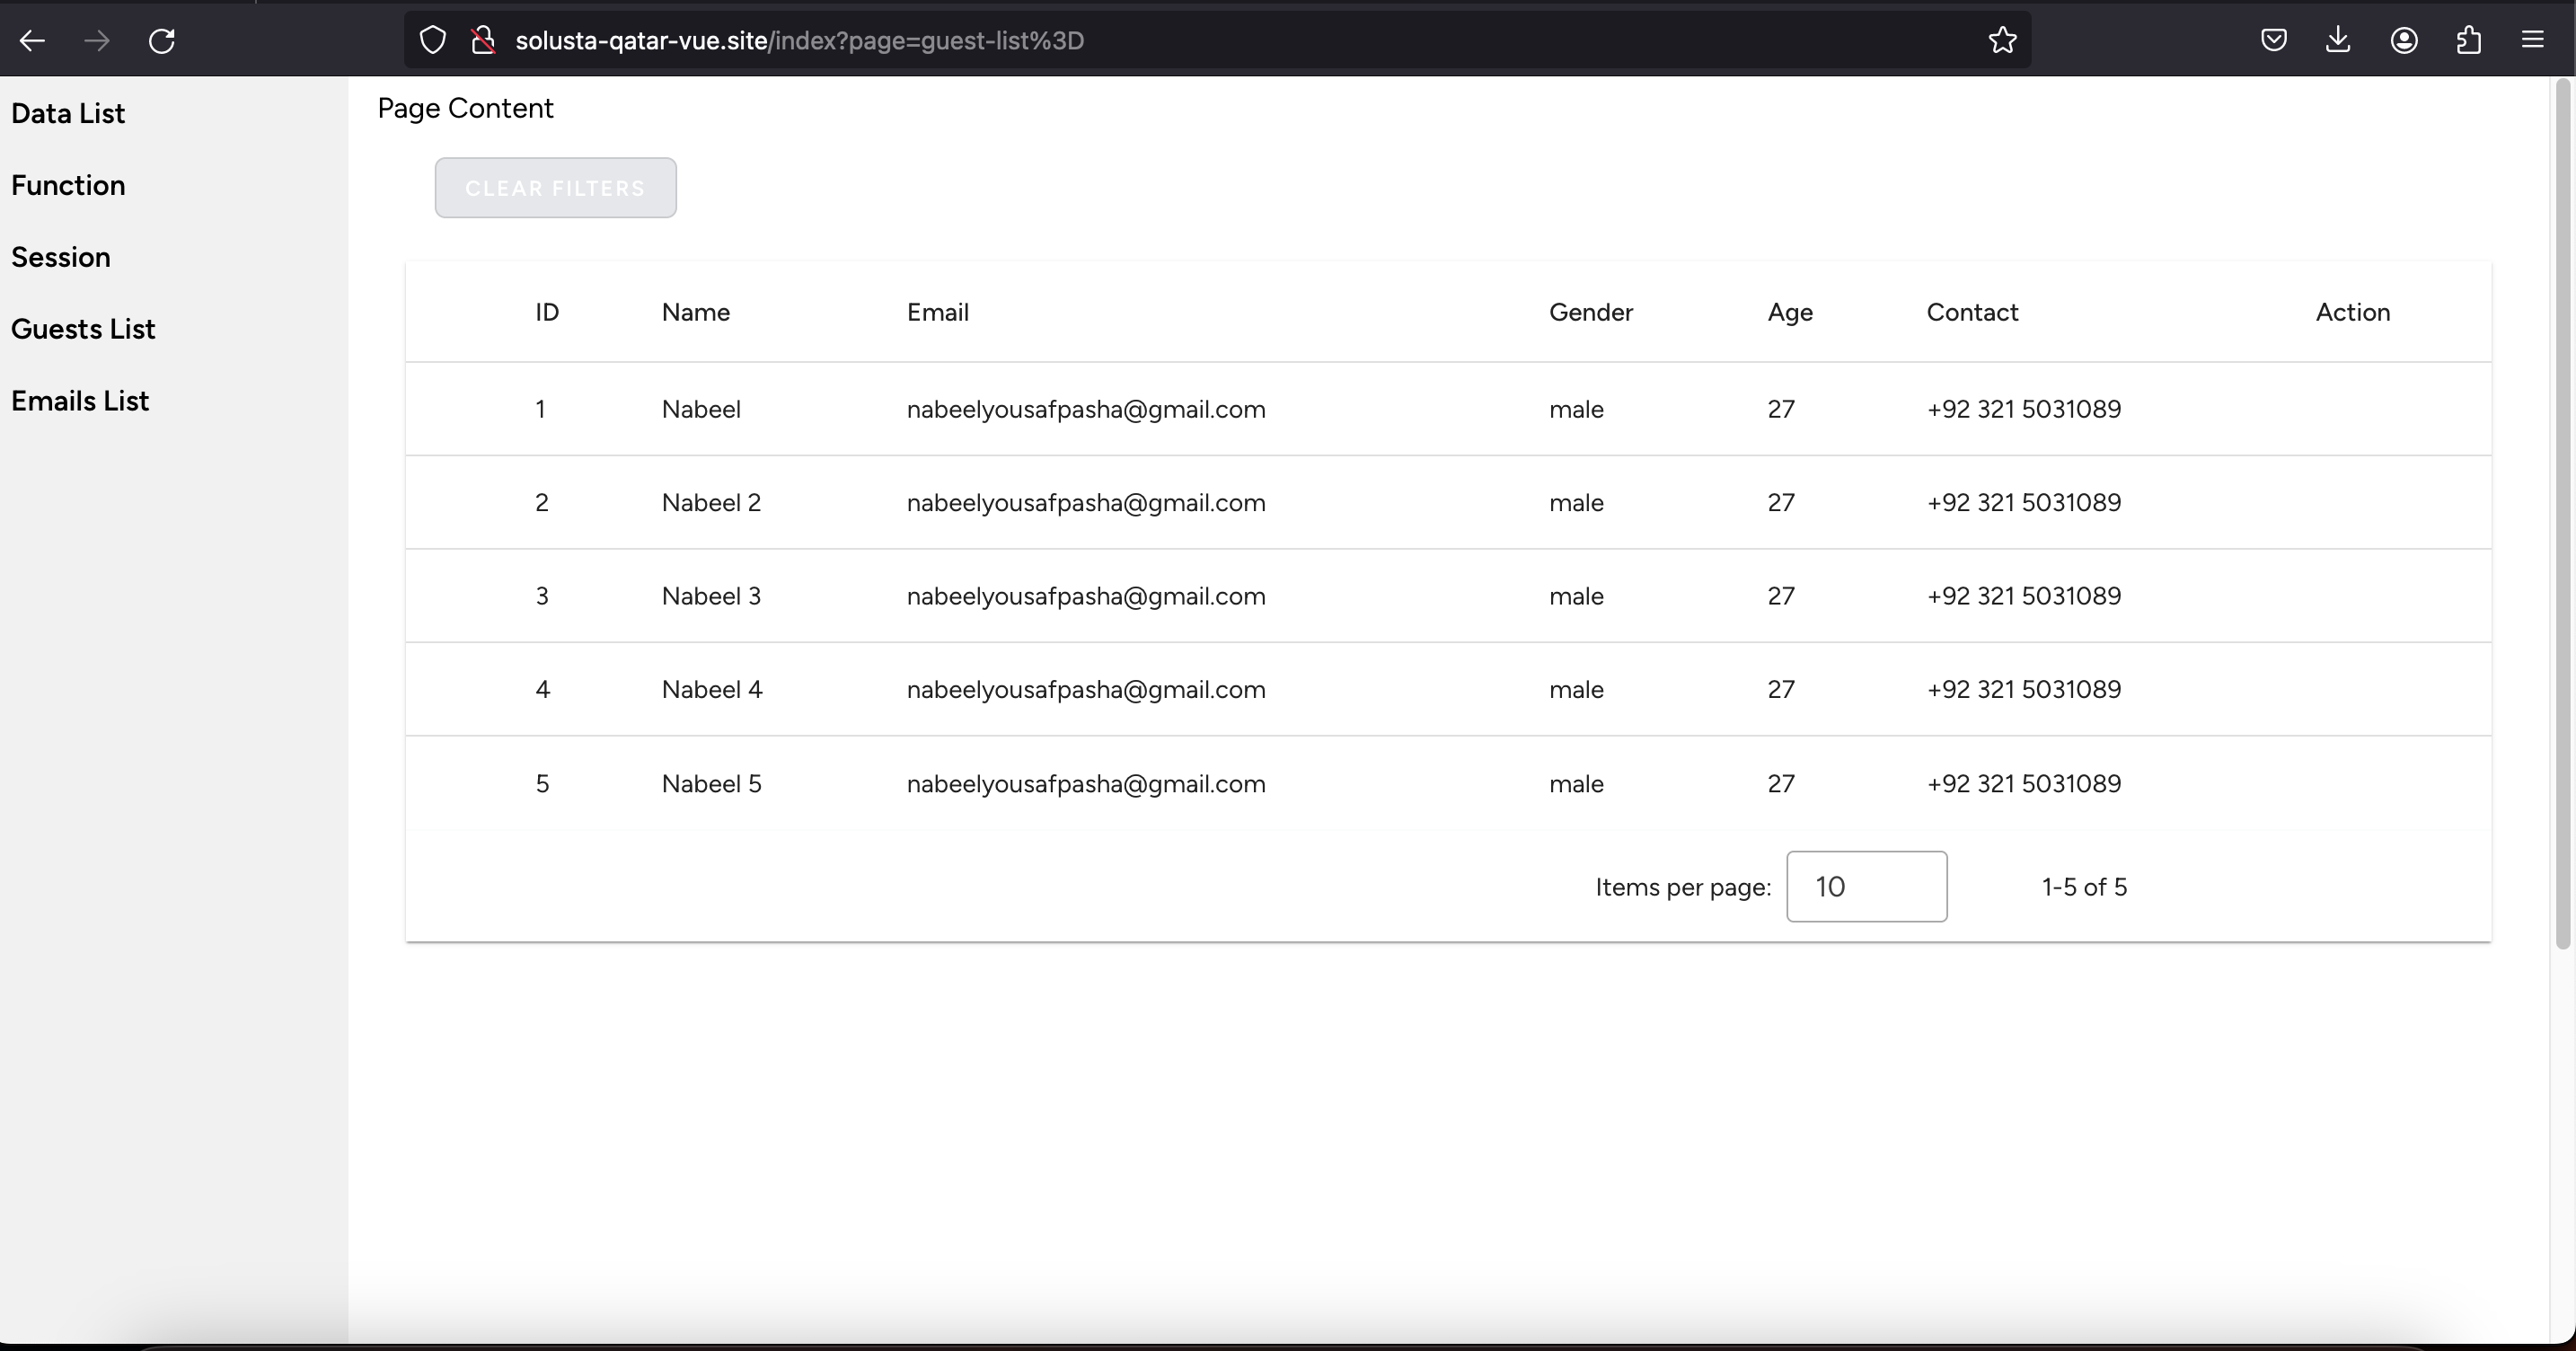 solusta-qatar-vue.site/index?page=guest-list%3D
Data List
Function
Session
Guests List
Emails List
Page Content
CLEAR FILTERS
ID Name Email Gender Age Contact Action
1 Nabeel nabeelyousafpasha@gmail.com male 27 +92 321 5031089
2 Nabeel 2 nabeelyousafpasha@gmail.com male 27 +92 321 5031089
3 Nabeel 3 nabeelyousafpasha@gmail.com male 27 +92 321 5031089
4 Nabeel 4 nabeelyousafpasha@gmail.com male 27 +92 321 5031089
5 Nabeel 5 nabeelyousafpasha@gmail.com male 27 +92 321 5031089
Items per page: 10 1-5 of 5